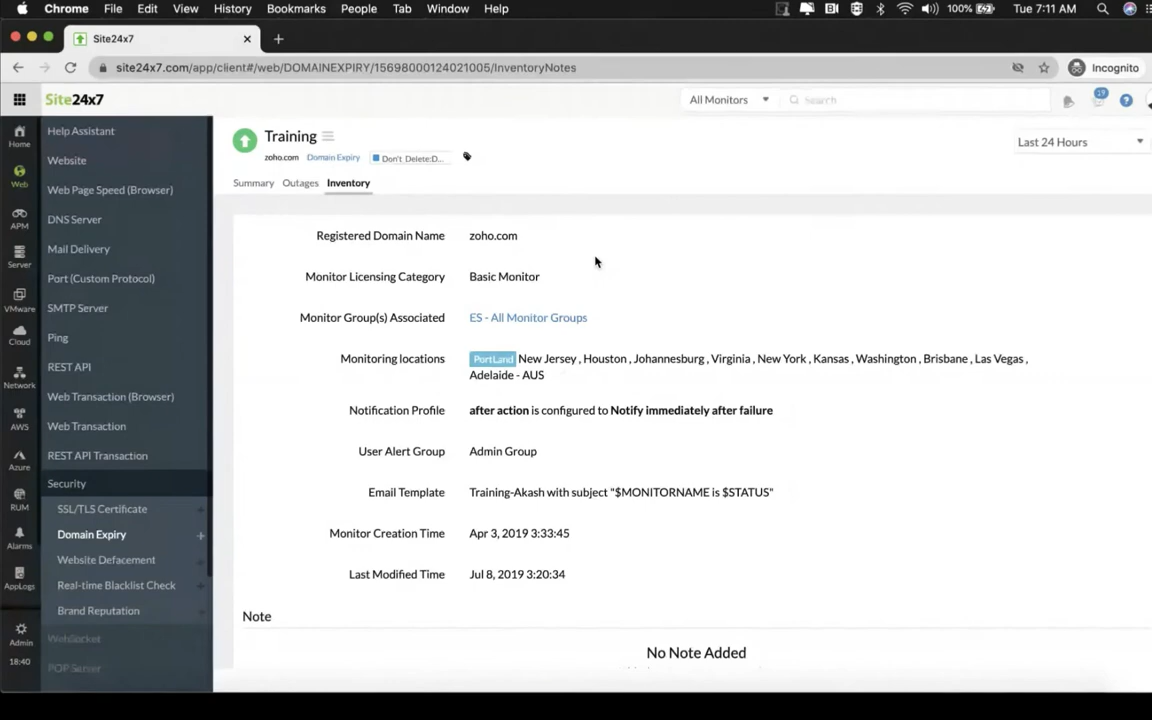 Chrome File Edit View History Bookmarks People Tab Window Help 100% Tue 7:11 AM
Site24x7
site24x7.com/app/client#/web/DOMAINEXPIRY/15698000124021005/InventoryNotes Incognito
Site24x7 All Monitors Search 19
Home
Web
APM
Server
VMware
Cloud
Network
AWS
Azure
RUM
Alarms
AppLogs
Admin
18:40
Help Assistant
Website
Web Page Speed (Browser)
DNS Server
Mail Delivery
Port (Custom Protocol)
SMTP Server
Ping
REST API
Web Transaction (Browser)
Web Transaction
REST API Transaction
Security
SSL/TLS Certificate
Domain Expiry
Website Defacement
Real-time Blacklist Check
Brand Reputation
WebSocket
POP Server
Training
zoho.com Domain Expiry Don't Delete:D...
Last 24 Hours
Summary Outages Inventory
Registered Domain Name zoho.com
Monitor Licensing Category Basic Monitor
Monitor Group(s) Associated ES - All Monitor Groups
Monitoring locations PortLand New Jersey , Houston , Johannesburg , Virginia , New York , Kansas , Washington , Brisbane , Las Vegas ,
Adelaide - AUS
Notification Profile after action is configured to Notify immediately after failure
User Alert Group Admin Group
Email Template Training-Akash with subject "$MONITORNAME is $STATUS"
Monitor Creation Time Apr 3, 2019 3:33:45
Last Modified Time Jul 8, 2019 3:20:34
Note
No Note Added